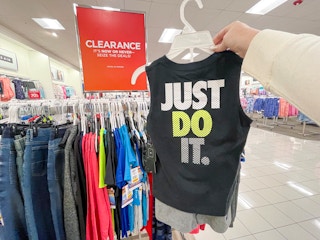 CLEARANCE
IT'S NOW OR NEVER—
SEIZE THE DEALS!
JUST
DO
IT.